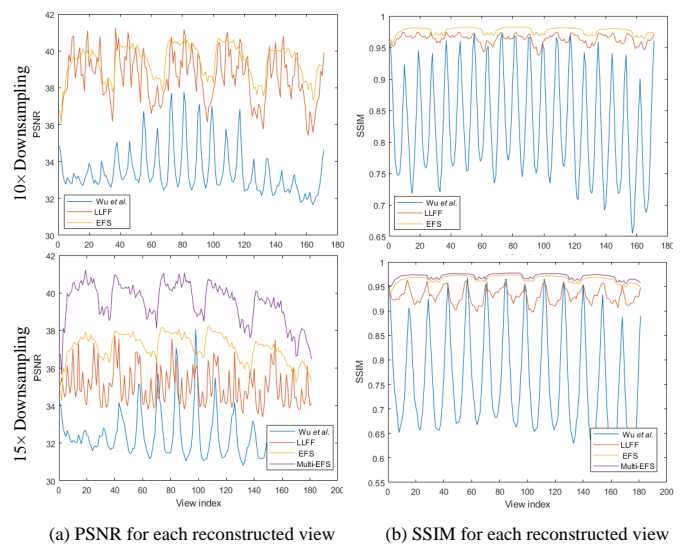 10× Downsampling
PSNR
42
40
38
36
34
32
30
0 20 40 60 80 100 120 140 160 180
Wu et al.
LLFF
EFS
SSIM
1
0.95
0.9
0.85
0.8
0.75
0.7
0.65
0 20 40 60 80 100 120 140 160 180
Wu et al.
LLFF
EFS
15× Downsampling
PSNR
42
40
38
36
34
32
30
0 20 40 60 80 100 120 140 160 180 200
View index
Wu et al.
LLFF
EFS
Multi-EFS
SSIM
1
0.95
0.9
0.85
0.8
0.75
0.7
0.65
0.6
0.55
0 20 40 60 80 100 120 140 160 180 200
View index
Wu et al.
LLFF
EFS
Multi-EFS
(a) PSNR for each reconstructed view
(b) SSIM for each reconstructed view